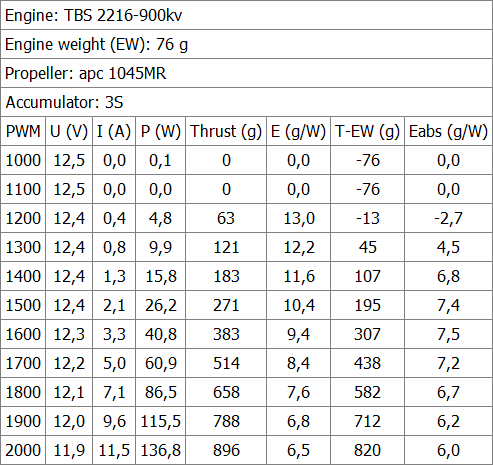 Engine: TBS 2216-900kv
Engine weight (EW): 76 g
Propeller: apc 1045MR
Accumulator: 3S
PWM U (V) I (A) P (W) Thrust (g) E (g/W) T-EW (g) Eabs (g/W)
1000 12,5 0,0 0,1 0 0,0 -76 0,0
1100 12,5 0,0 0,0 0 0,0 -76 0,0
1200 12,4 0,4 4,8 63 13,0 -13 -2,7
1300 12,4 0,8 9,9 121 12,2 45 4,5
1400 12,4 1,3 15,8 183 11,6 107 6,8
1500 12,4 2,1 26,2 271 10,4 195 7,4
1600 12,3 3,3 40,8 383 9,4 307 7,5
1700 12,2 5,0 60,9 514 8,4 438 7,2
1800 12,1 7,1 86,5 658 7,6 582 6,7
1900 12,0 9,6 115,5 788 6,8 712 6,2
2000 11,9 11,5 136,8 896 6,5 820 6,0